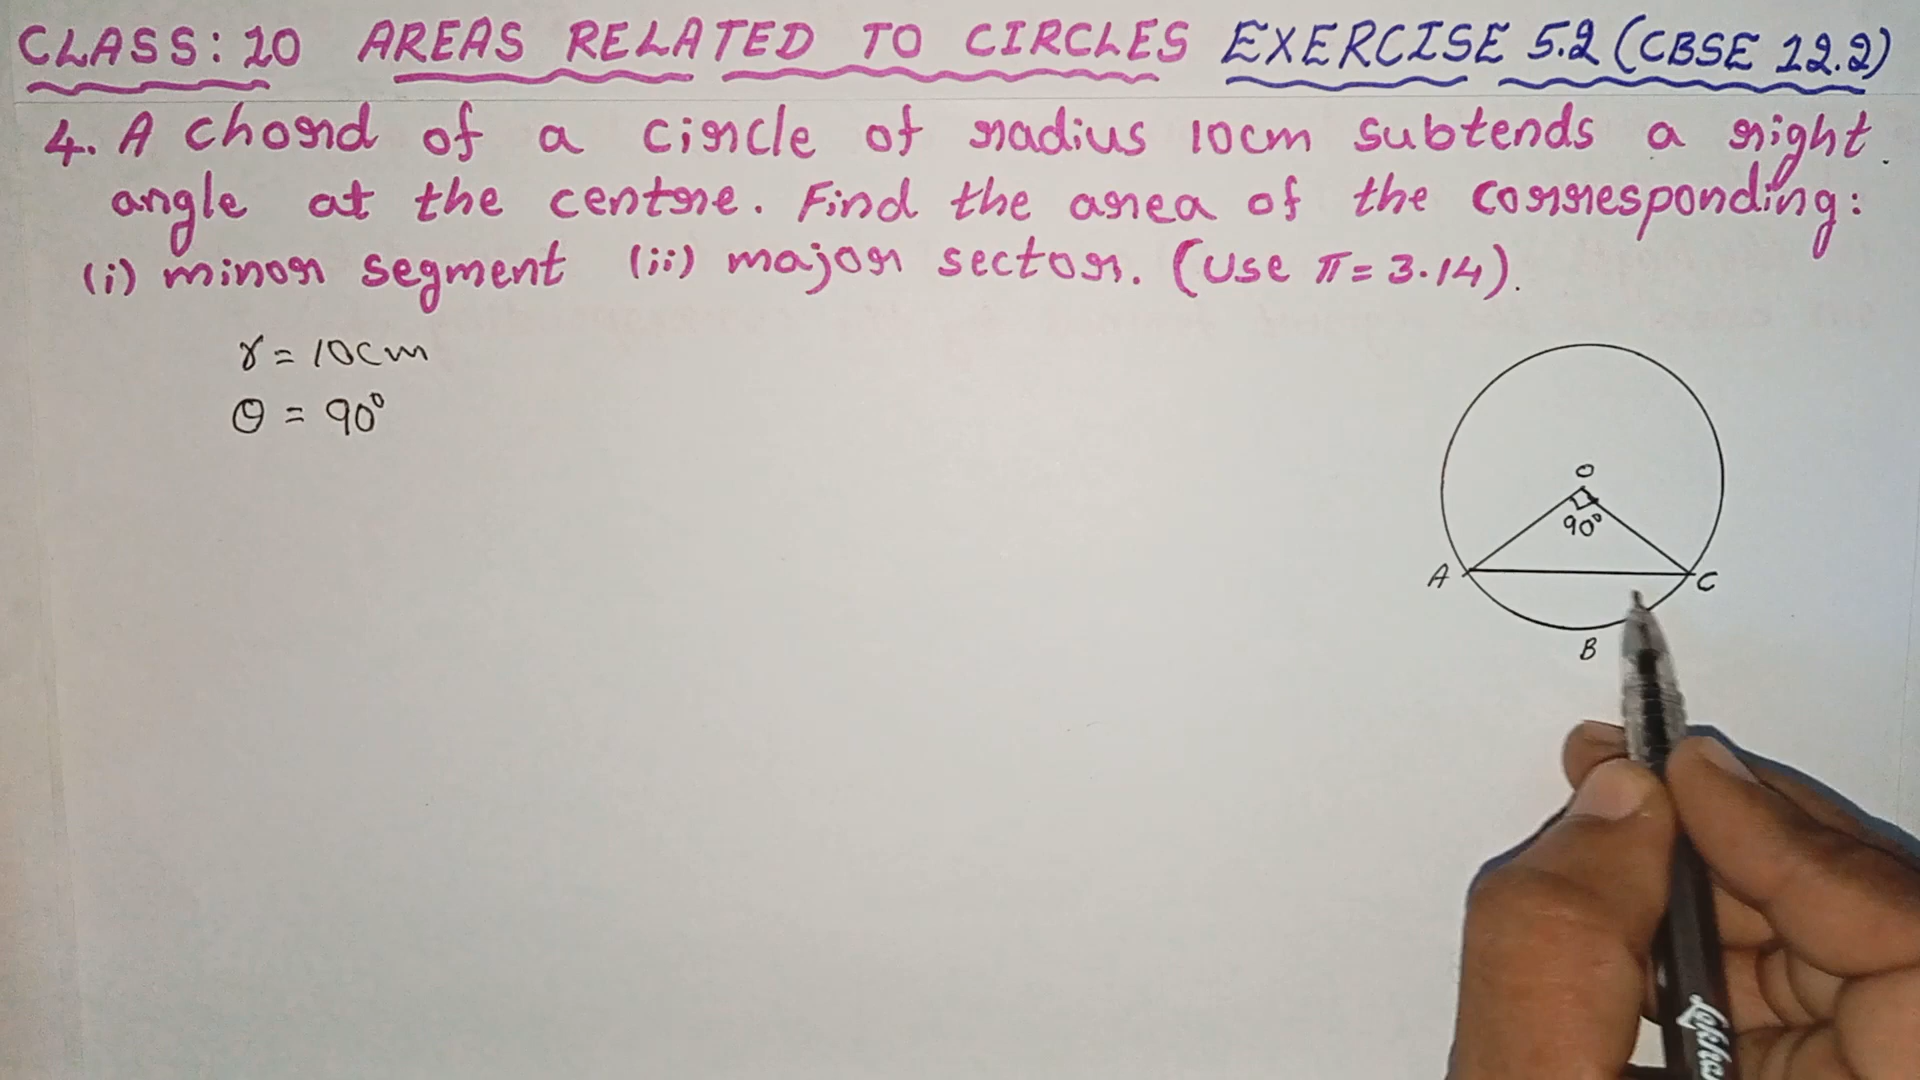 CLASS: 10 AREAS RELATED TO CIRCLES EXERCISE 5.2 (CBSE 12.2)
4. A chord of a circle of radius 10cm subtends a right
angle at the centre. Find the area of the corresponding:
(i) minor segment (ii) major sector. (Use π = 3.14).
r = 10cm
θ = 90°
O
90°
A
C
B